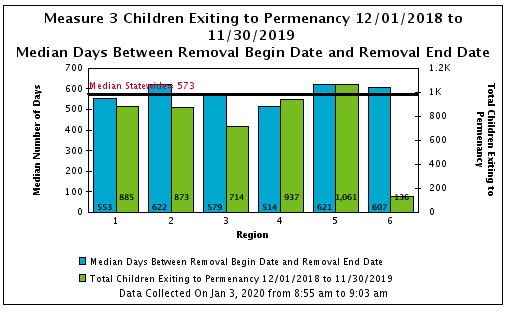 Measure 3 Children Exiting to Permenancy 12/01/2018 to
11/30/2019
Median Days Between Removal Begin Date and Removal End Date
Median Number of Days
700
600
500
400
300
200
100
0
Median Statewide= 573
553
885
622
873
579
714
514
937
621
1,061
607
136
1.2K
1K
800
600
400
200
0
Total Children Exiting to
Permenancy
1
2
3
4
5
6
Region
Median Days Between Removal Begin Date and Removal End Date
Total Children Exiting to Permenancy 12/01/2018 to 11/30/2019
Data Collected On Jan 3, 2020 from 8:55 am to 9:03 am